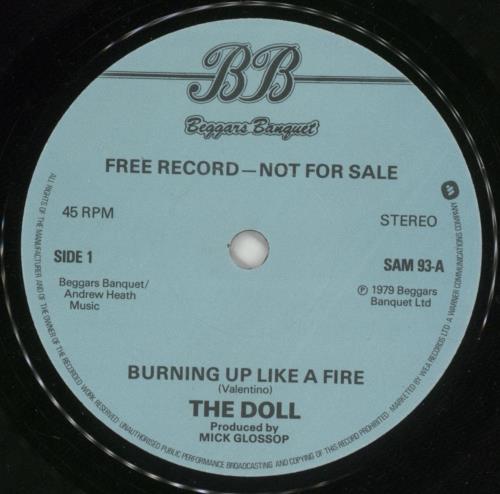 BB
Beggars Banquet
FREE RECORD—NOT FOR SALE
45 RPM
STEREO
SIDE 1
SAM 93-A
Beggars Banquet/
Andrew Heath
Music
℗ 1979 Beggars
Banquet Ltd
BURNING UP LIKE A FIRE
(Valentino)
THE DOLL
Produced by
MICK GLOSSOP
ALL RIGHTS OF THE MANUFACTURER AND OF THE OWNER OF THE RECORDED WORK RESERVED UNAUTHORISED PUBLIC PERFORMANCE BROADCASTING AND COPYING OF THIS RECORD PROHIBITED. MARKETED BY WEA RECORDS LTD. A WARNER COMMUNICATIONS COMPANY